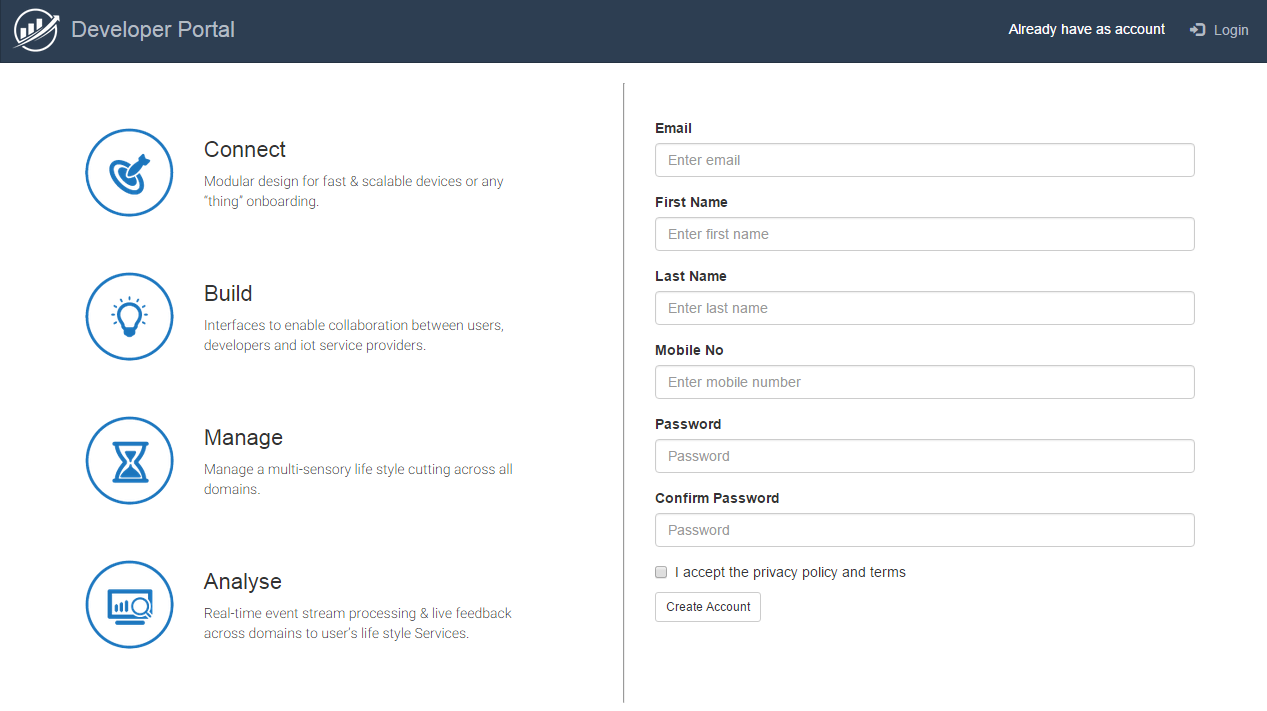 Developer Portal
Already have as account
Login
Connect
Modular design for fast & scalable devices or any
“thing” onboarding.
Build
Interfaces to enable collaboration between users,
developers and iot service providers.
Manage
Manage a multi-sensory life style cutting across all
domains.
Analyse
Real-time event stream processing & live feedback
across domains to user's life style Services.
Email
Enter email
First Name
Enter first name
Last Name
Enter last name
Mobile No
Enter mobile number
Password
Password
Confirm Password
Password
I accept the privacy policy and terms
Create Account